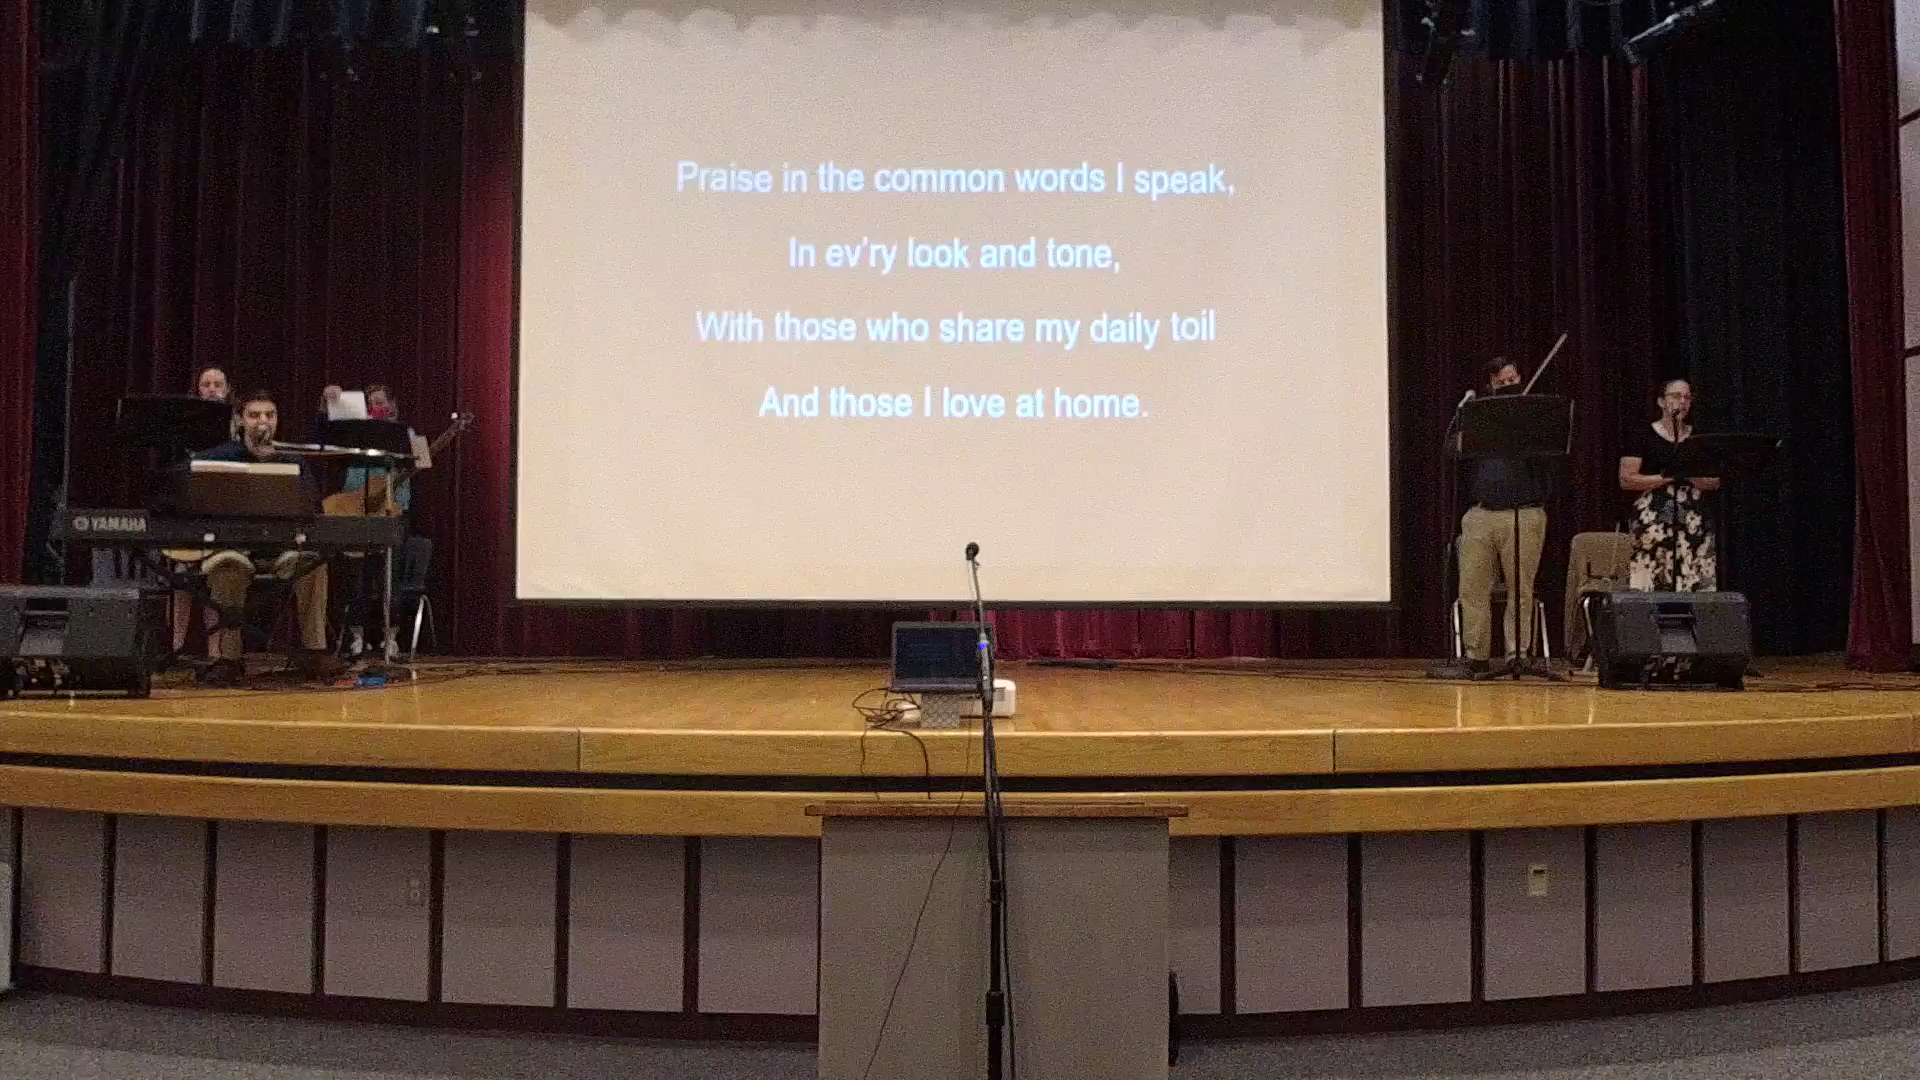 Praise in the common words I speak,
In ev'ry look and tone,
With those who share my daily toil
And those I love at home.
YAMAHA